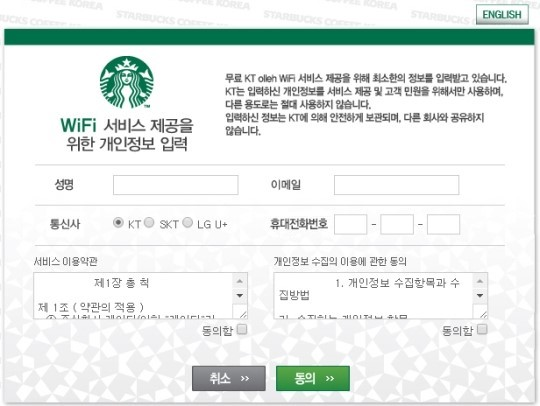 ENGLISH
무료 KT olleh WiFi 서비스 제공을 위해 최소한의 정보를 입력받고 있습니다.
KT는 입력하신 개인정보를 서비스 제공 및 고객 민원을 위해서만 사용하며,
다른 용도로는 절대 사용하지 않습니다.
입력하신 정보는 KT에 의해 안전하게 보관되며, 다른 회사와 공유하지
않습니다.
WiFi 서비스 제공을
위한 개인정보 입력
성명 이메일
통신사 KT SKT LG U+ 휴대전화번호 - -
서비스 이용약관
제1장 총 칙
제 1조 ( 약관의 적용 )
동의함
개인정보 수집의 이용에 관한 동의
1. 개인정보 수집항목과 수
집방법
동의함
취소 >>
동의 >>